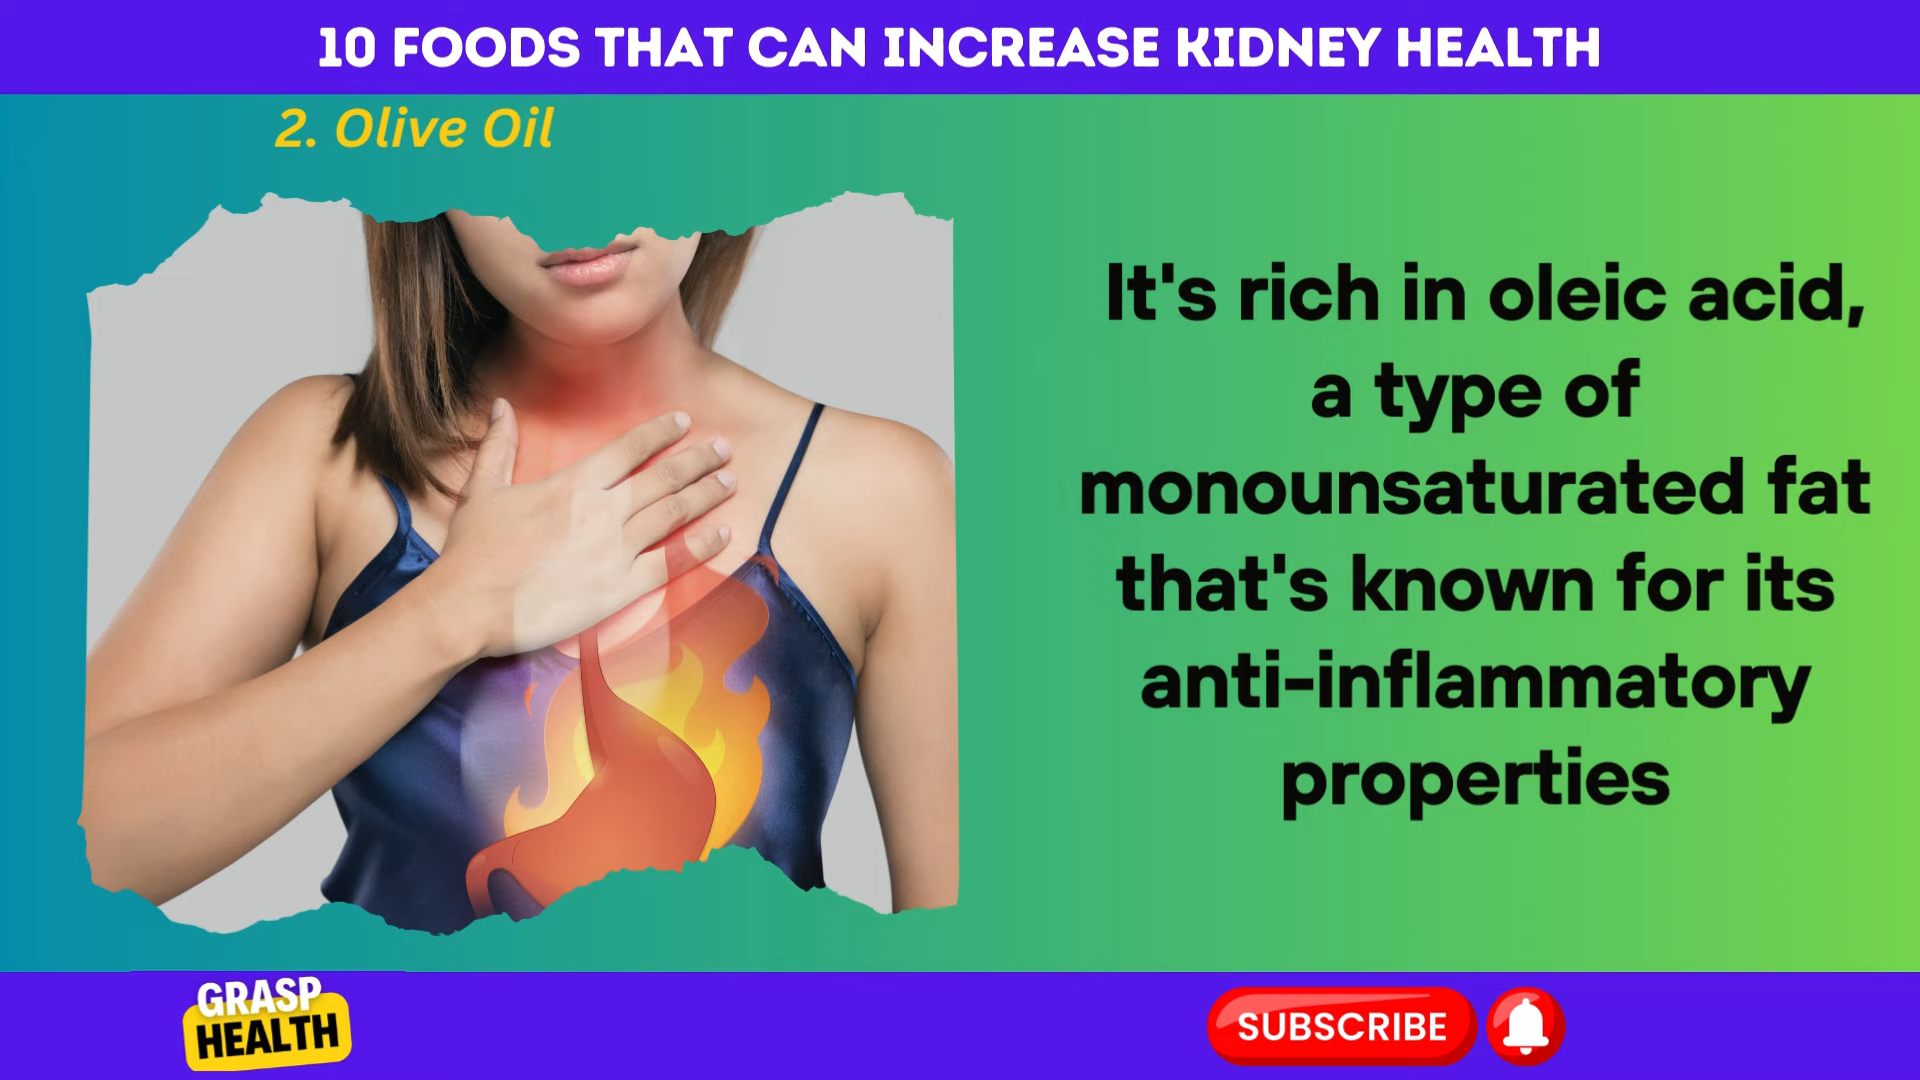 10 FOODS THAT CAN INCREASE KIDNEY HEALTH
2. Olive Oil
It's rich in oleic acid,
a type of
monounsaturated fat
that's known for its
anti-inflammatory
properties
GRASP
HEALTH
SUBSCRIBE